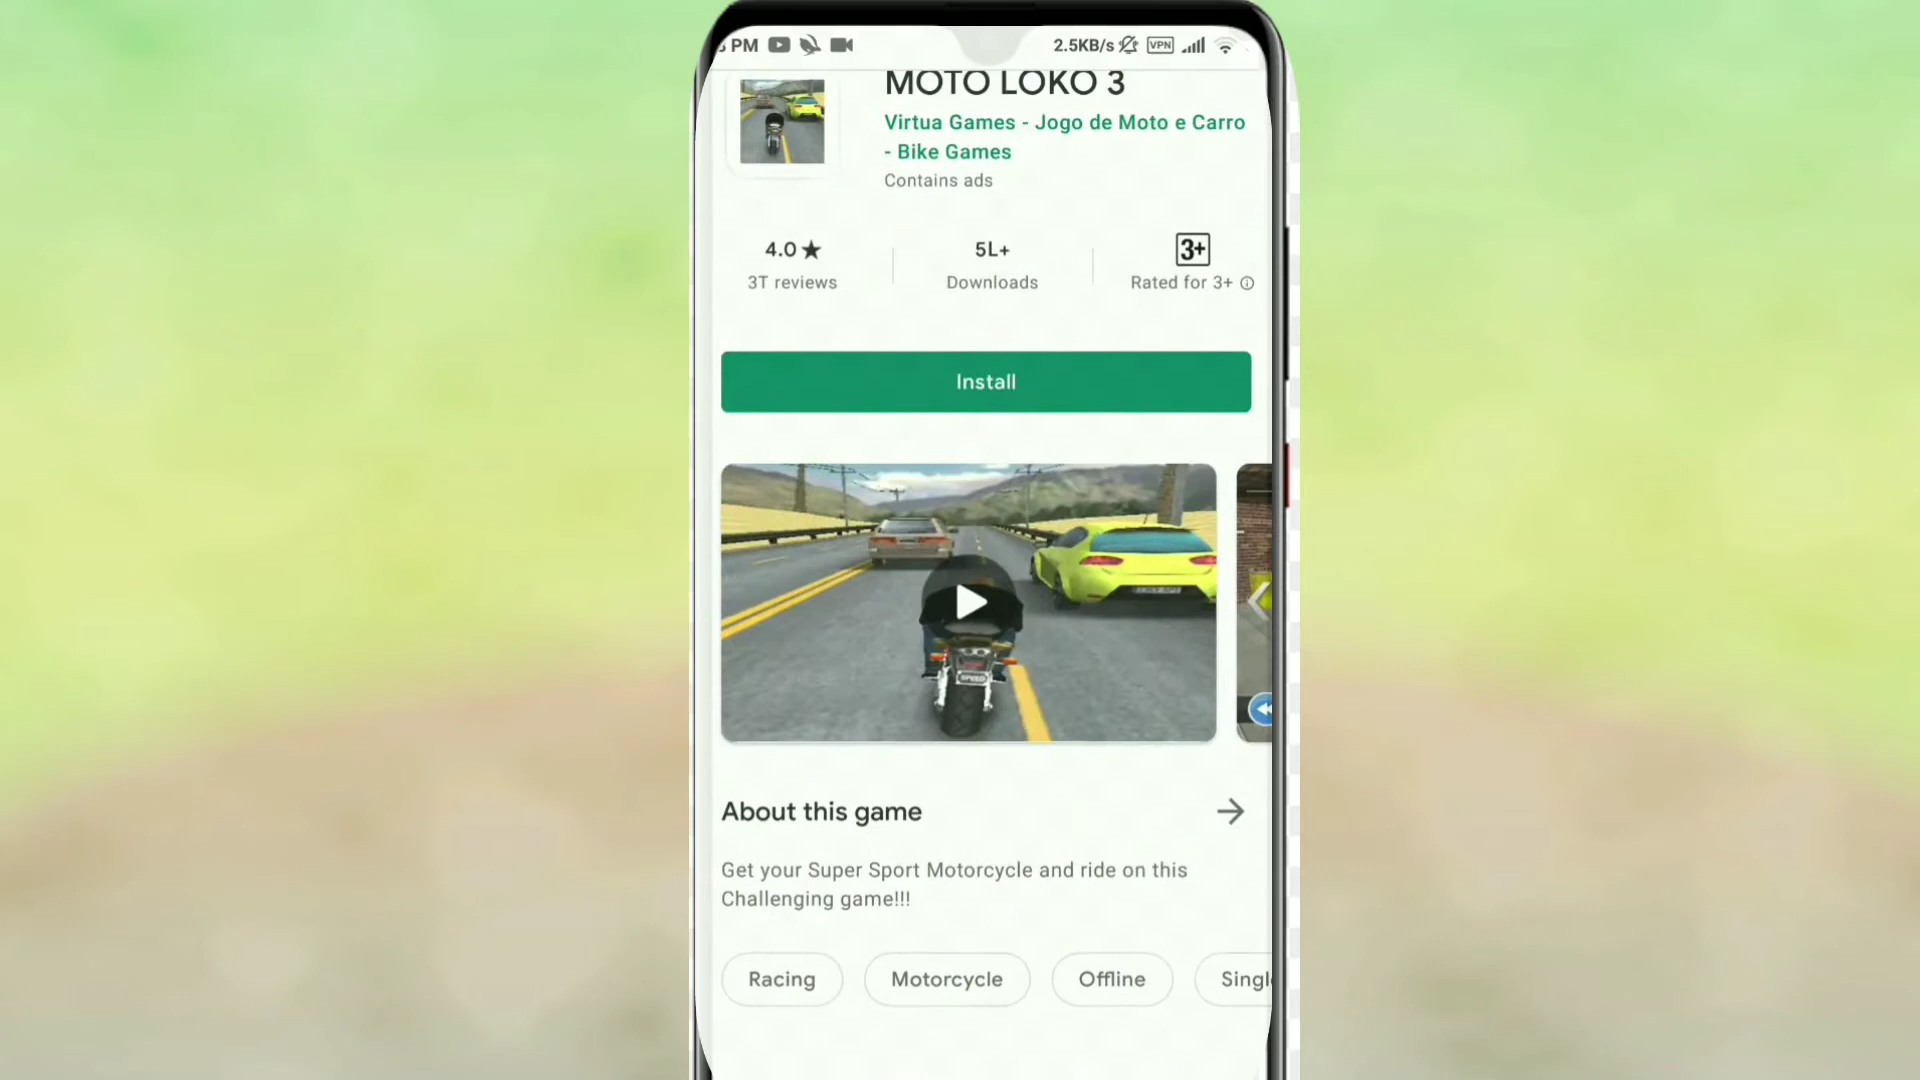 PM
2.5KB/s
VPN
MOTO LOKO 3
Virtua Games - Jogo de Moto e Carro
- Bike Games
Contains ads
4.0★
3T reviews
5L+
Downloads
3+
Rated for 3+
Install
SPEED
About this game
Get your Super Sport Motorcycle and ride on this
Challenging game!!!
Racing
Motorcycle
Offline
Singl